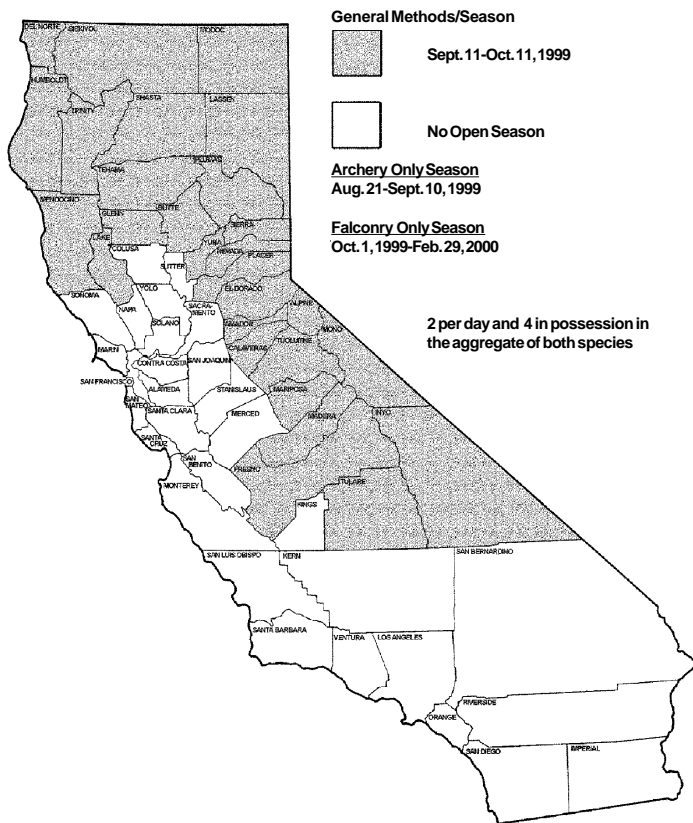 General Methods/Season
Sept. 11-Oct. 11, 1999
No Open Season
Archery Only Season
Aug. 21-Sept. 10, 1999
Falconry Only Season
Oct. 1, 1999-Feb. 29, 2000
2 per day and 4 in possession in
the aggregate of both species
DEL NORTE
SISKIYOU
MODOC
HUMBOLDT
TRINITY
SHASTA
LASSEN
TEHAMA
PLUMAS
MENDOCINO
GLENN
BUTTE
SIERRA
LAKE
COLUSA
YUBA
NEVADA
SUTTER
PLACER
SONOMA
NAPA
YOLO
EL DORADO
SACRA-
MENTO
SOLANO
ALPINE
AMADOR
MONO
MARIN
CONTRA COSTA
SAN JOAQUIN
CALAVERAS
TUOLUMNE
SAN FRANCISCO
ALAMEDA
STANISLAUS
MARIPOSA
SAN
MATEO
SANTA CLARA
MERCED
MADERA
INYO
SANTA
CRUZ
SAN
BENITO
FRESNO
MONTEREY
TULARE
KINGS
SAN LUIS OBISPO
KERN
SAN BERNARDINO
SANTA BARBARA
VENTURA
LOS ANGELES
ORANGE
RIVERSIDE
SAN DIEGO
IMPERIAL